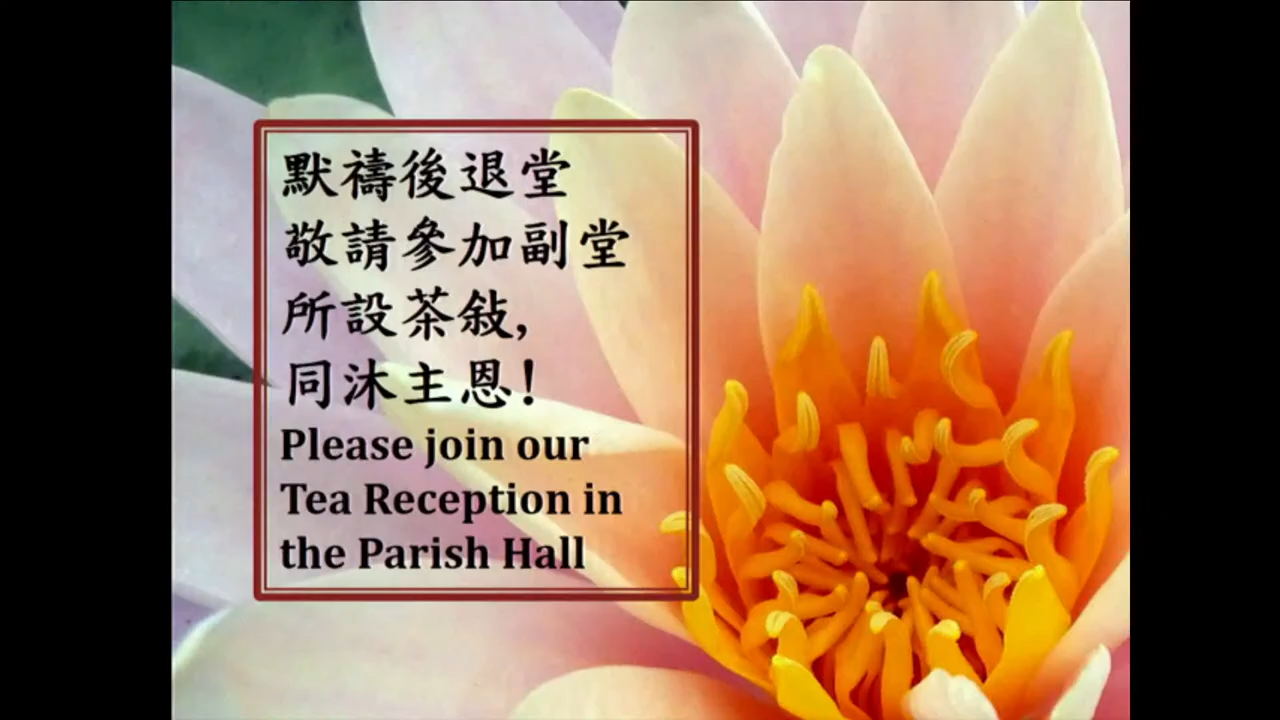 默禱後退堂
敬請參加副堂
所設茶敍,
同沐主恩!
Please join our
Tea Reception in
the Parish Hall